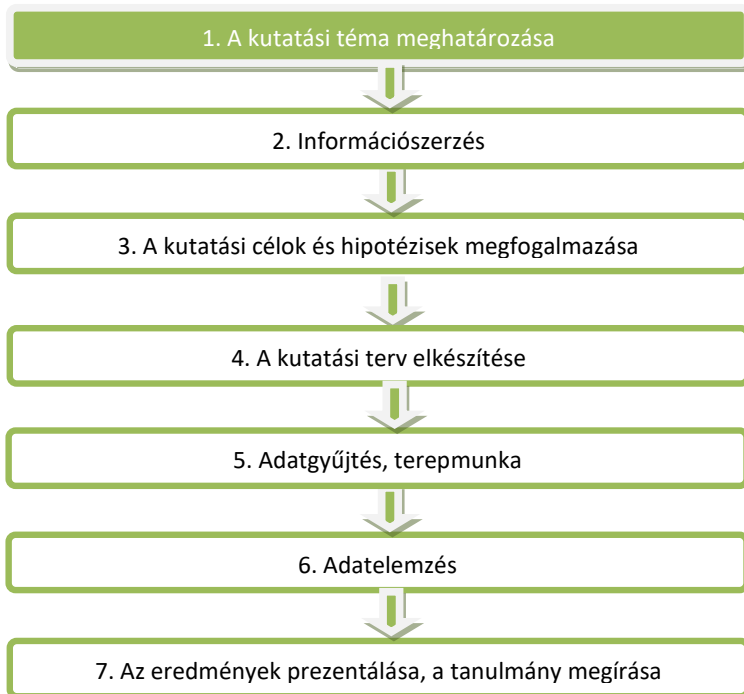 1. A kutatási téma meghatározása
2. Információszerzés
3. A kutatási célok és hipotézisek megfogalmazása
4. A kutatási terv elkészítése
5. Adatgyűjtés, terepmunka
6. Adatelemzés
7. Az eredmények prezentálása, a tanulmány megírása